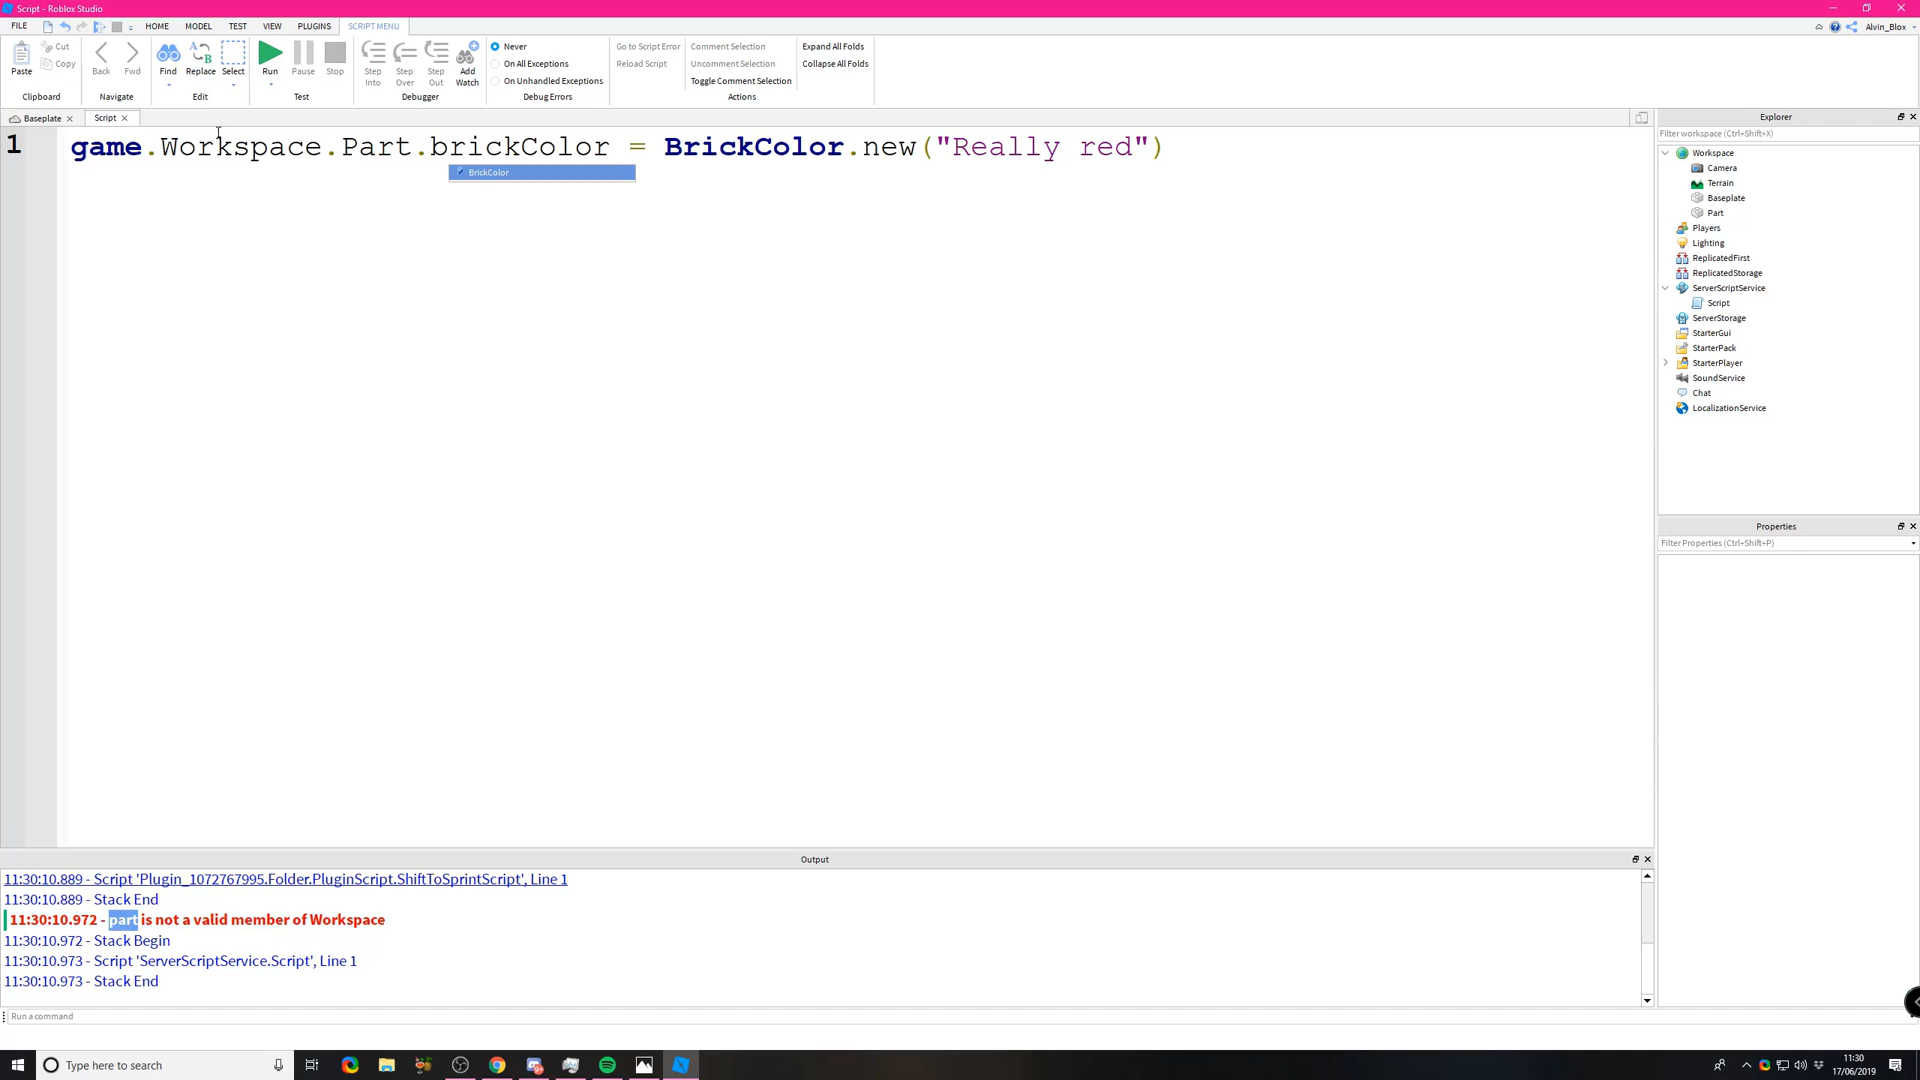 Script - Roblox Studio
FILE HOME MODEL TEST VIEW PLUGINS SCRIPT MENU Alvin_Blox
Paste Cut Copy Back Fwd Find Replace Select Run Pause Stop Step Into Step Over Step Out Add Watch
Never
On All Exceptions
On Unhandled Exceptions
Go to Script Error
Reload Script
Comment Selection
Uncomment Selection
Toggle Comment Selection
Expand All Folds
Collapse All Folds
Clipboard Navigate Edit Test Debugger Debug Errors Actions
Baseplate Script
1 game.Workspace.Part.brickColor = BrickColor.new("Really red")
BrickColor
Explorer
Filter workspace (Ctrl+Shift+X)
Workspace
Camera
Terrain
Baseplate
Part
Players
Lighting
ReplicatedFirst
ReplicatedStorage
ServerScriptService
Script
ServerStorage
StarterGui
StarterPack
StarterPlayer
SoundService
Chat
LocalizationService
Properties
Filter Properties (Ctrl+Shift+P)
Output
11:30:10.889 - Script 'Plugin_1072767995.Folder.PluginScript.ShiftToSprintScript', Line 1
11:30:10.889 - Stack End
11:30:10.972 - part is not a valid member of Workspace
11:30:10.972 - Stack Begin
11:30:10.973 - Script 'ServerScriptService.Script', Line 1
11:30:10.973 - Stack End
Run a command
Type here to search
11:30
17/06/2019